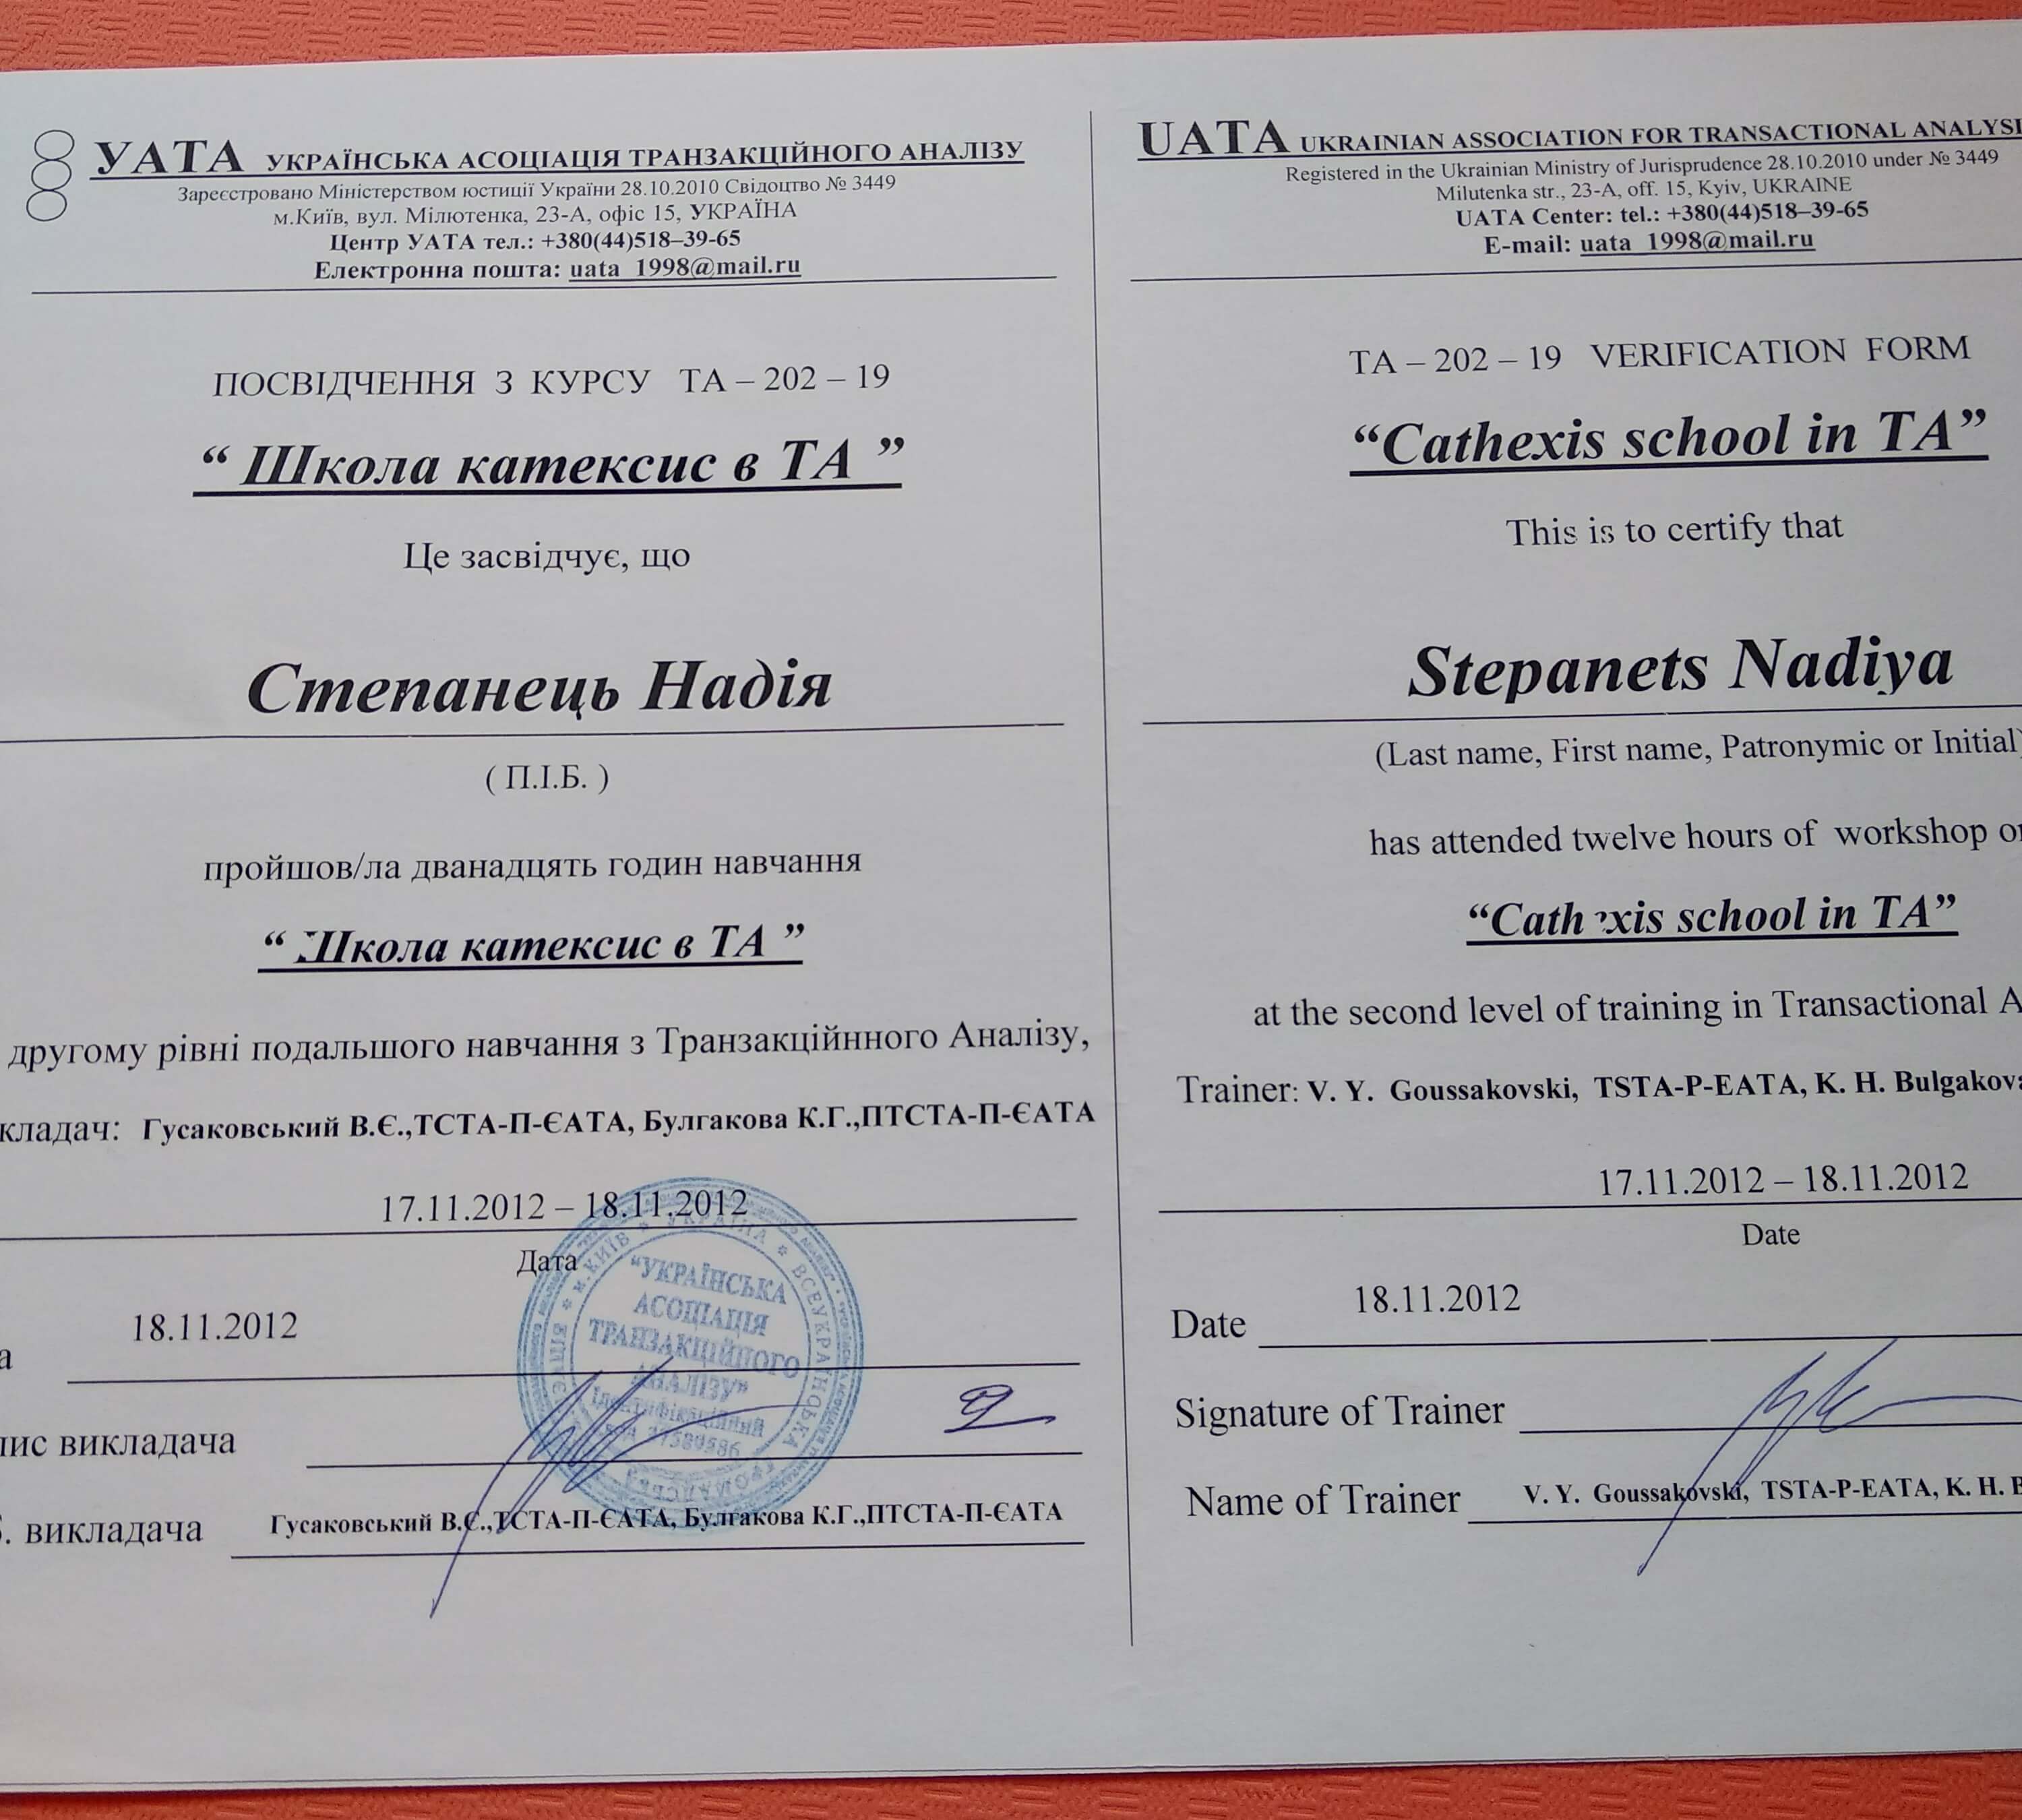 УАТА УКРАЇНСЬКА АСОЦІАЦІЯ ТРАНЗАКЦІЙНОГО АНАЛІЗУ
Зареєстровано Міністерством юстиції України 28.10.2010 Свідоцтво № 3449
м.Київ, вул. Мілютенка, 23-А, офіс 15, УКРАЇНА
Центр УАТА тел.: +380(44)518–39-65
Електронна пошта: uata_1998@mail.ru
ПОСВІДЧЕННЯ З КУРСУ ТА – 202 – 19
“ Школа катексис в ТА ”
Це засвідчує, що
Степанець Надія
( П.І.Б. )
пройшов/ла дванадцять годин навчання
“ Школа катексис в ТА ”
другому рівні подальшого навчання з Транзакційнного Аналізу,
кладач: Гусаковський В.Є.,ТСТА-П-ЄАТА, Булгакова К.Г.,ПТСТА-П-ЄАТА
17.11.2012 – 18.11.2012
Дата
а 18.11.2012
пис викладача
. викладача Гусаковський В.Є.,ТСТА-П-ЄАТА, Булгакова К.Г.,ПТСТА-П-ЄАТА
м.КИЇВ * УКРАЇНА * ВСЕУКРАЇНСЬКА
“УКРАЇНСЬКА
АСОЦІАЦІЯ
ТРАНЗАКЦІЙНОГО
АНАЛІЗУ”
Ідентифікаційний
UATA UKRAINIAN ASSOCIATION FOR TRANSACTIONAL ANALYSI
Registered in the Ukrainian Ministry of Jurisprudence 28.10.2010 under № 3449
Milutenka str., 23-A, off. 15, Kyiv, UKRAINE
UATA Center: tel.: +380(44)518–39-65
E-mail: uata_1998@mail.ru
TA – 202 – 19 VERIFICATION FORM
“Cathexis school in TA”
This is to certify that
Stepanets Nadiya
(Last name, First name, Patronymic or Initial)
has attended twelve hours of workshop on
“Cathexis school in TA”
at the second level of training in Transactional A
Trainer: V. Y. Goussakovski, TSTA-P-EATA, K. H. Bulgakova
17.11.2012 – 18.11.2012
Date
Date 18.11.2012
Signature of Trainer
Name of Trainer V. Y. Goussakovski, TSTA-P-EATA, K. H. B